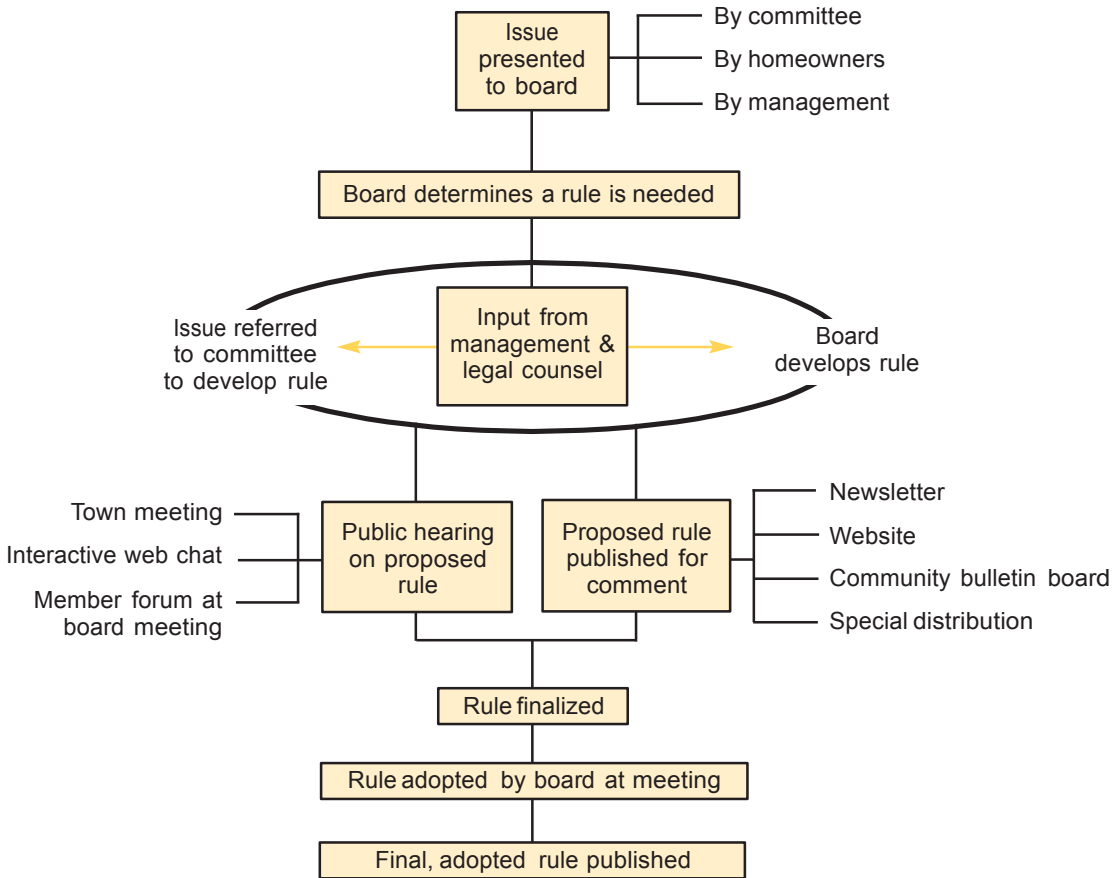 Issue
presented
to board
By committee
By homeowners
By management
Board determines a rule is needed
Issue referred
to committee
to develop rule
Input from
management &
legal counsel
Board
develops rule
Town meeting
Interactive web chat
Member forum at
board meeting
Public hearing
on proposed
rule
Proposed rule
published for
comment
Newsletter
Website
Community bulletin board
Special distribution
Rule finalized
Rule adopted by board at meeting
Final, adopted rule published